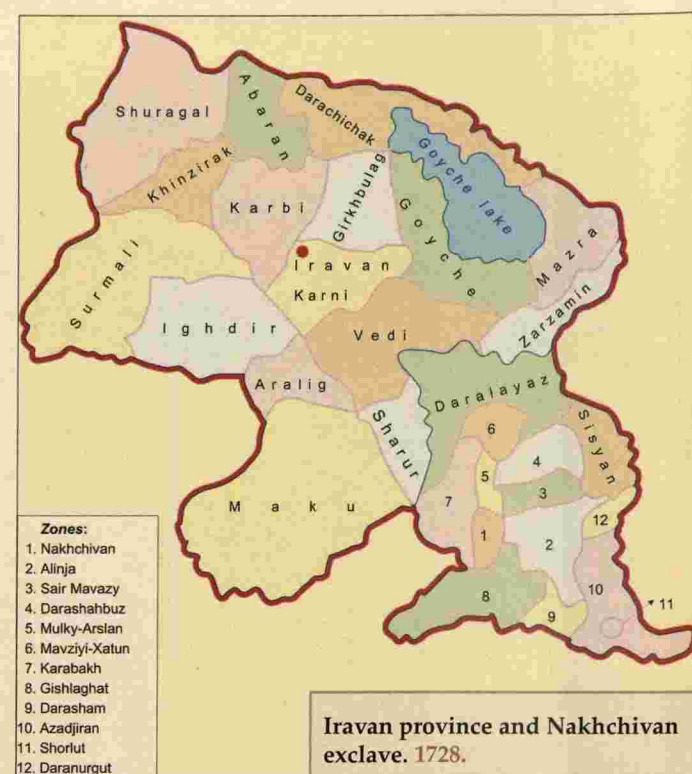 Shuragal
Abaran
Darachichak
Khinzirak
Karbi
Girkhbulag
Goyche lake
Goyche
Mazra
Zarzamin
Surmali
Iravan
Karni
Ighdir
Vedi
Aralig
Sharur
Daralayaz
Sisyan
Maku
6
4
5
3
7
12
1
2
10
8
9
11
Zones:
1. Nakhchivan
2. Alinja
3. Sair Mavazy
4. Darashahbuz
5. Mulky-Arslan
6. Mavziyi-Xatun
7. Karabakh
8. Gishlaghat
9. Darasham
10. Azadjiran
11. Shorlut
12. Daranurgut
Iravan province and Nakhchivan
exclave. 1728.